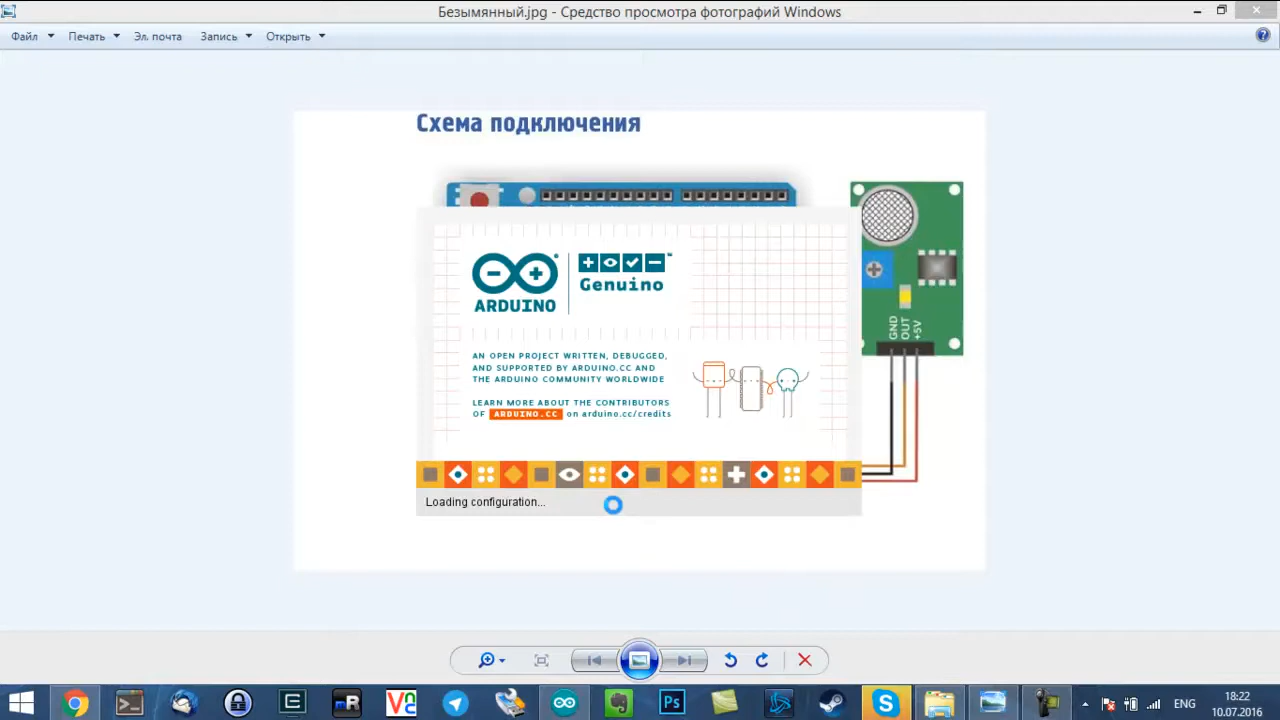 Безымянный.jpg - Средство просмотра фотографий Windows
Файл Печать Эл. почта Запись Открыть
Схема подключения
ARDUINO
Genuino
AN OPEN PROJECT WRITTEN, DEBUGGED,
AND SUPPORTED BY ARDUINO.CC AND
THE ARDUINO COMMUNITY WORLDWIDE
LEARN MORE ABOUT THE CONTRIBUTORS
OF ARDUINO.CC on arduino.cc/credits
Loading configuration...
GND
OUT
+5V
ENG
18:22
10.07.2016